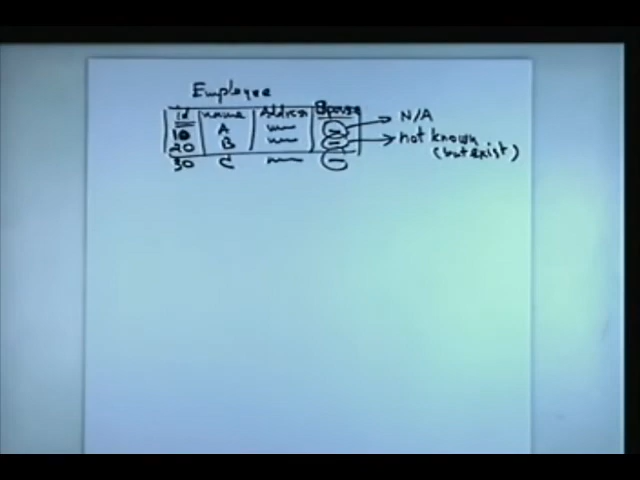 Employee
id name Address Spouse
10 A — → N/A
20 B — → not known
(but exist)
30 C —